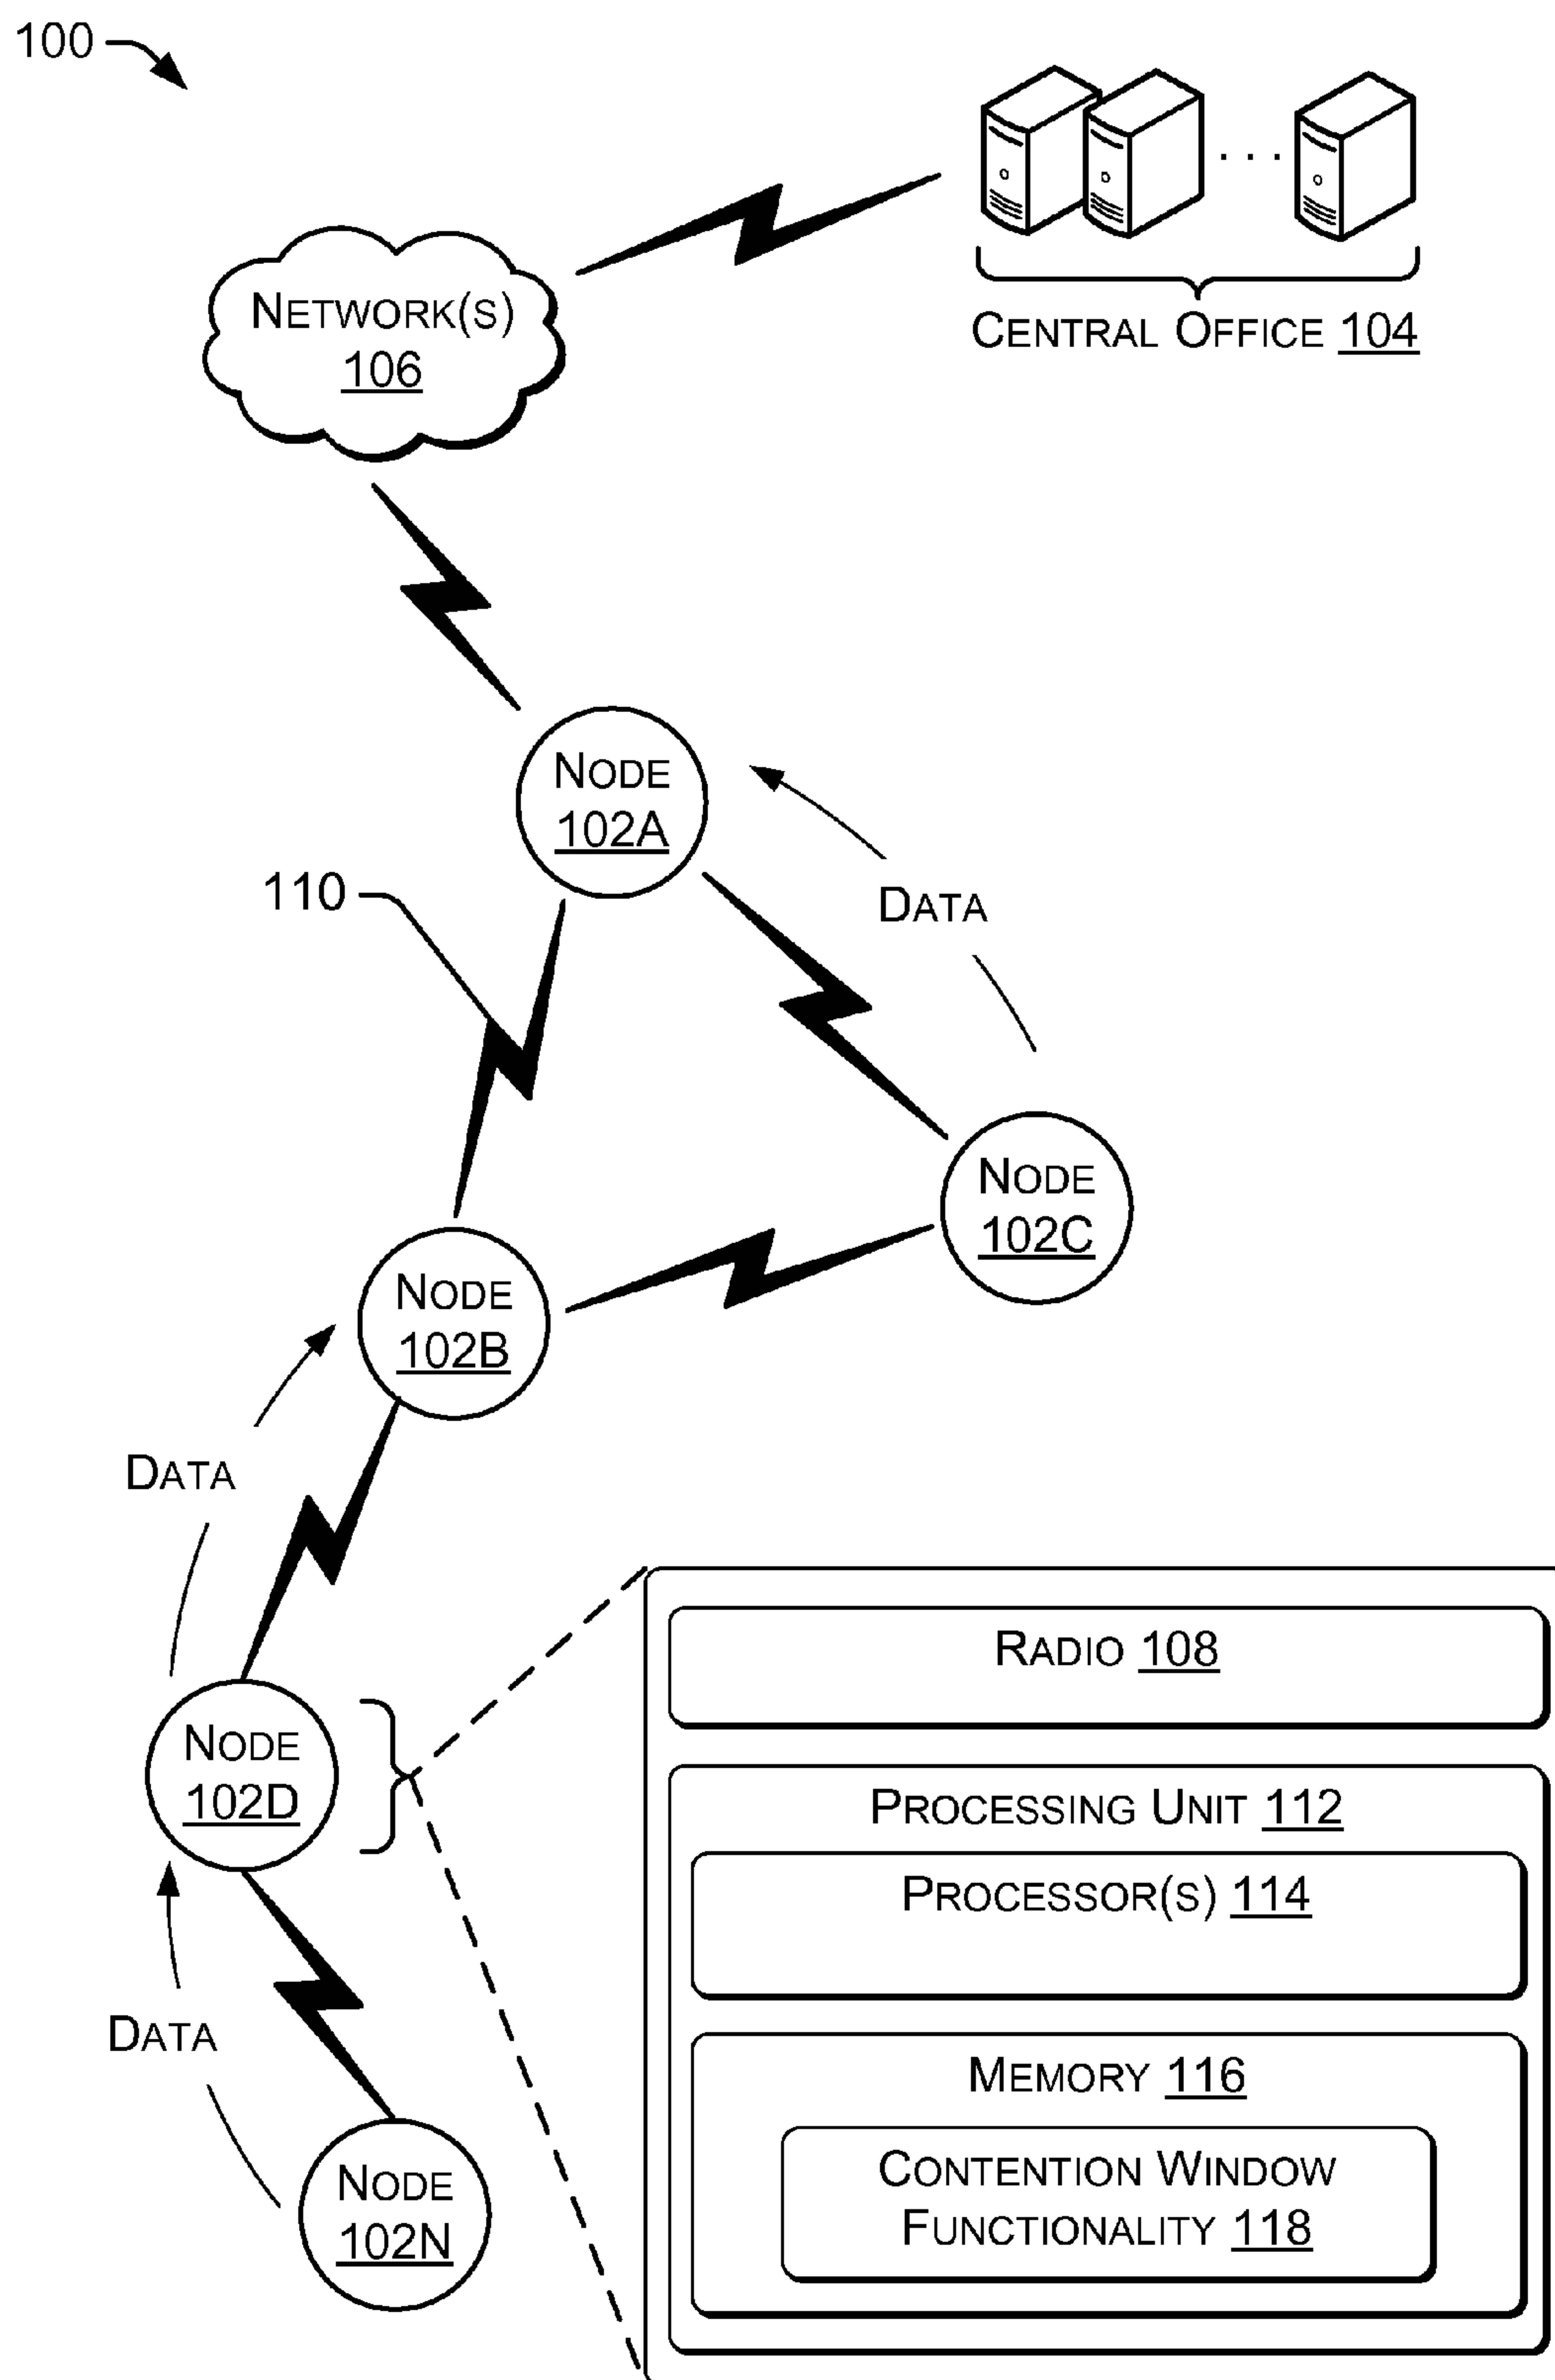 100
NETWORK(S)
106
CENTRAL OFFICE 104
NODE
102A
110
DATA
NODE
102C
NODE
102B
DATA
RADIO 108
NODE
102D
PROCESSING UNIT 112
PROCESSOR(S) 114
DATA
MEMORY 116
NODE
102N
CONTENTION WINDOW
FUNCTIONALITY 118